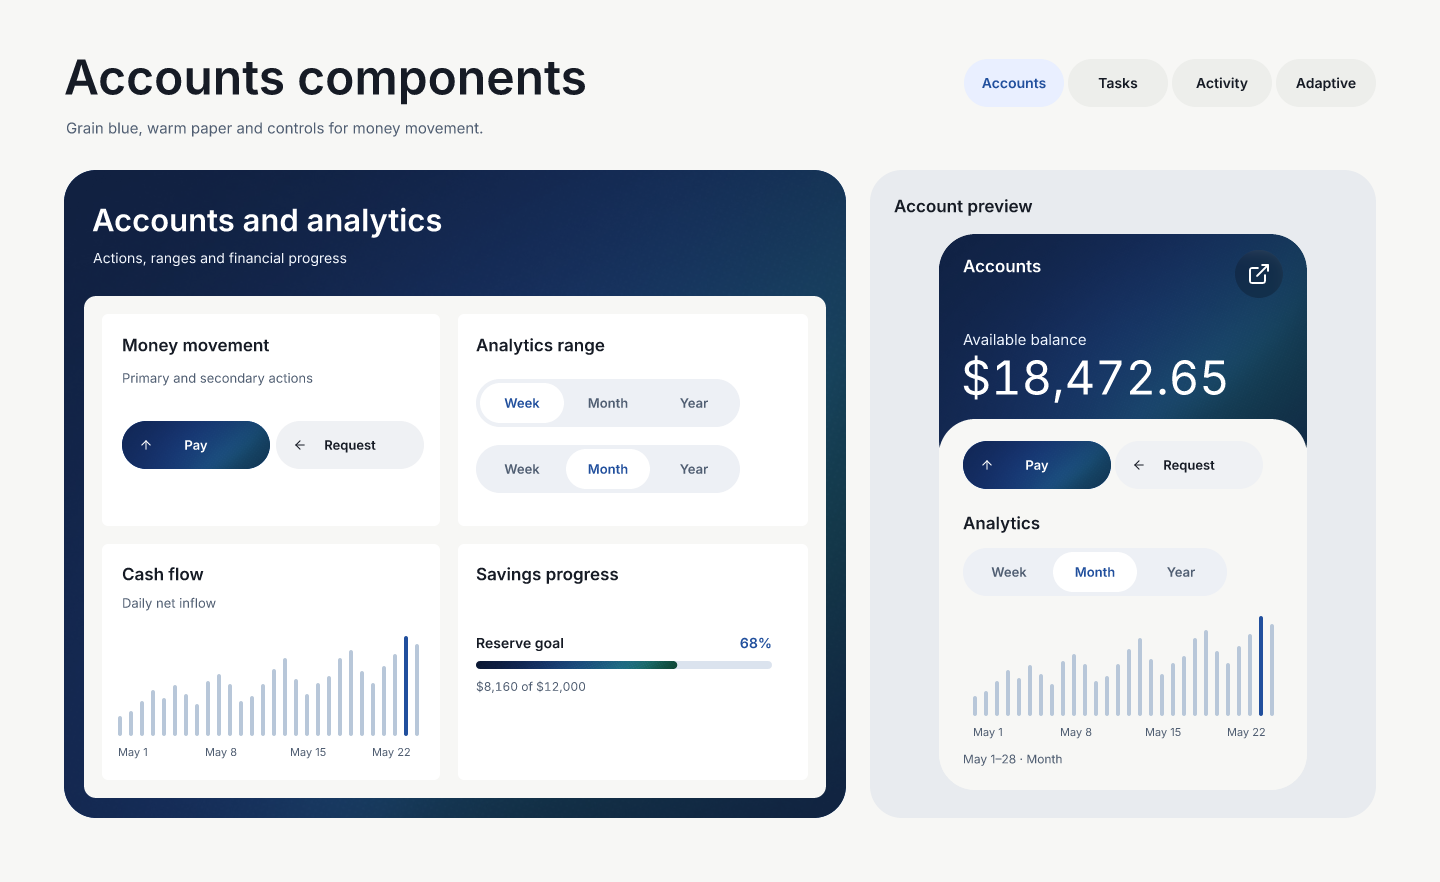 Accounts components
Grain blue, warm paper and controls for money movement.
Accounts
Tasks
Activity
Adaptive
Accounts and analytics
Actions, ranges and financial progress
Money movement
Primary and secondary actions
Pay
Request
Analytics range
Week Month Year
Week Month Year
Cash flow
Daily net inflow
May 1 May 8 May 15 May 22
Savings progress
Reserve goal 68%
$8,160 of $12,000
Account preview
Accounts
Available balance
$18,472.65
Pay
Request
Analytics
Week Month Year
May 1 May 8 May 15 May 22
May 1–28 · Month